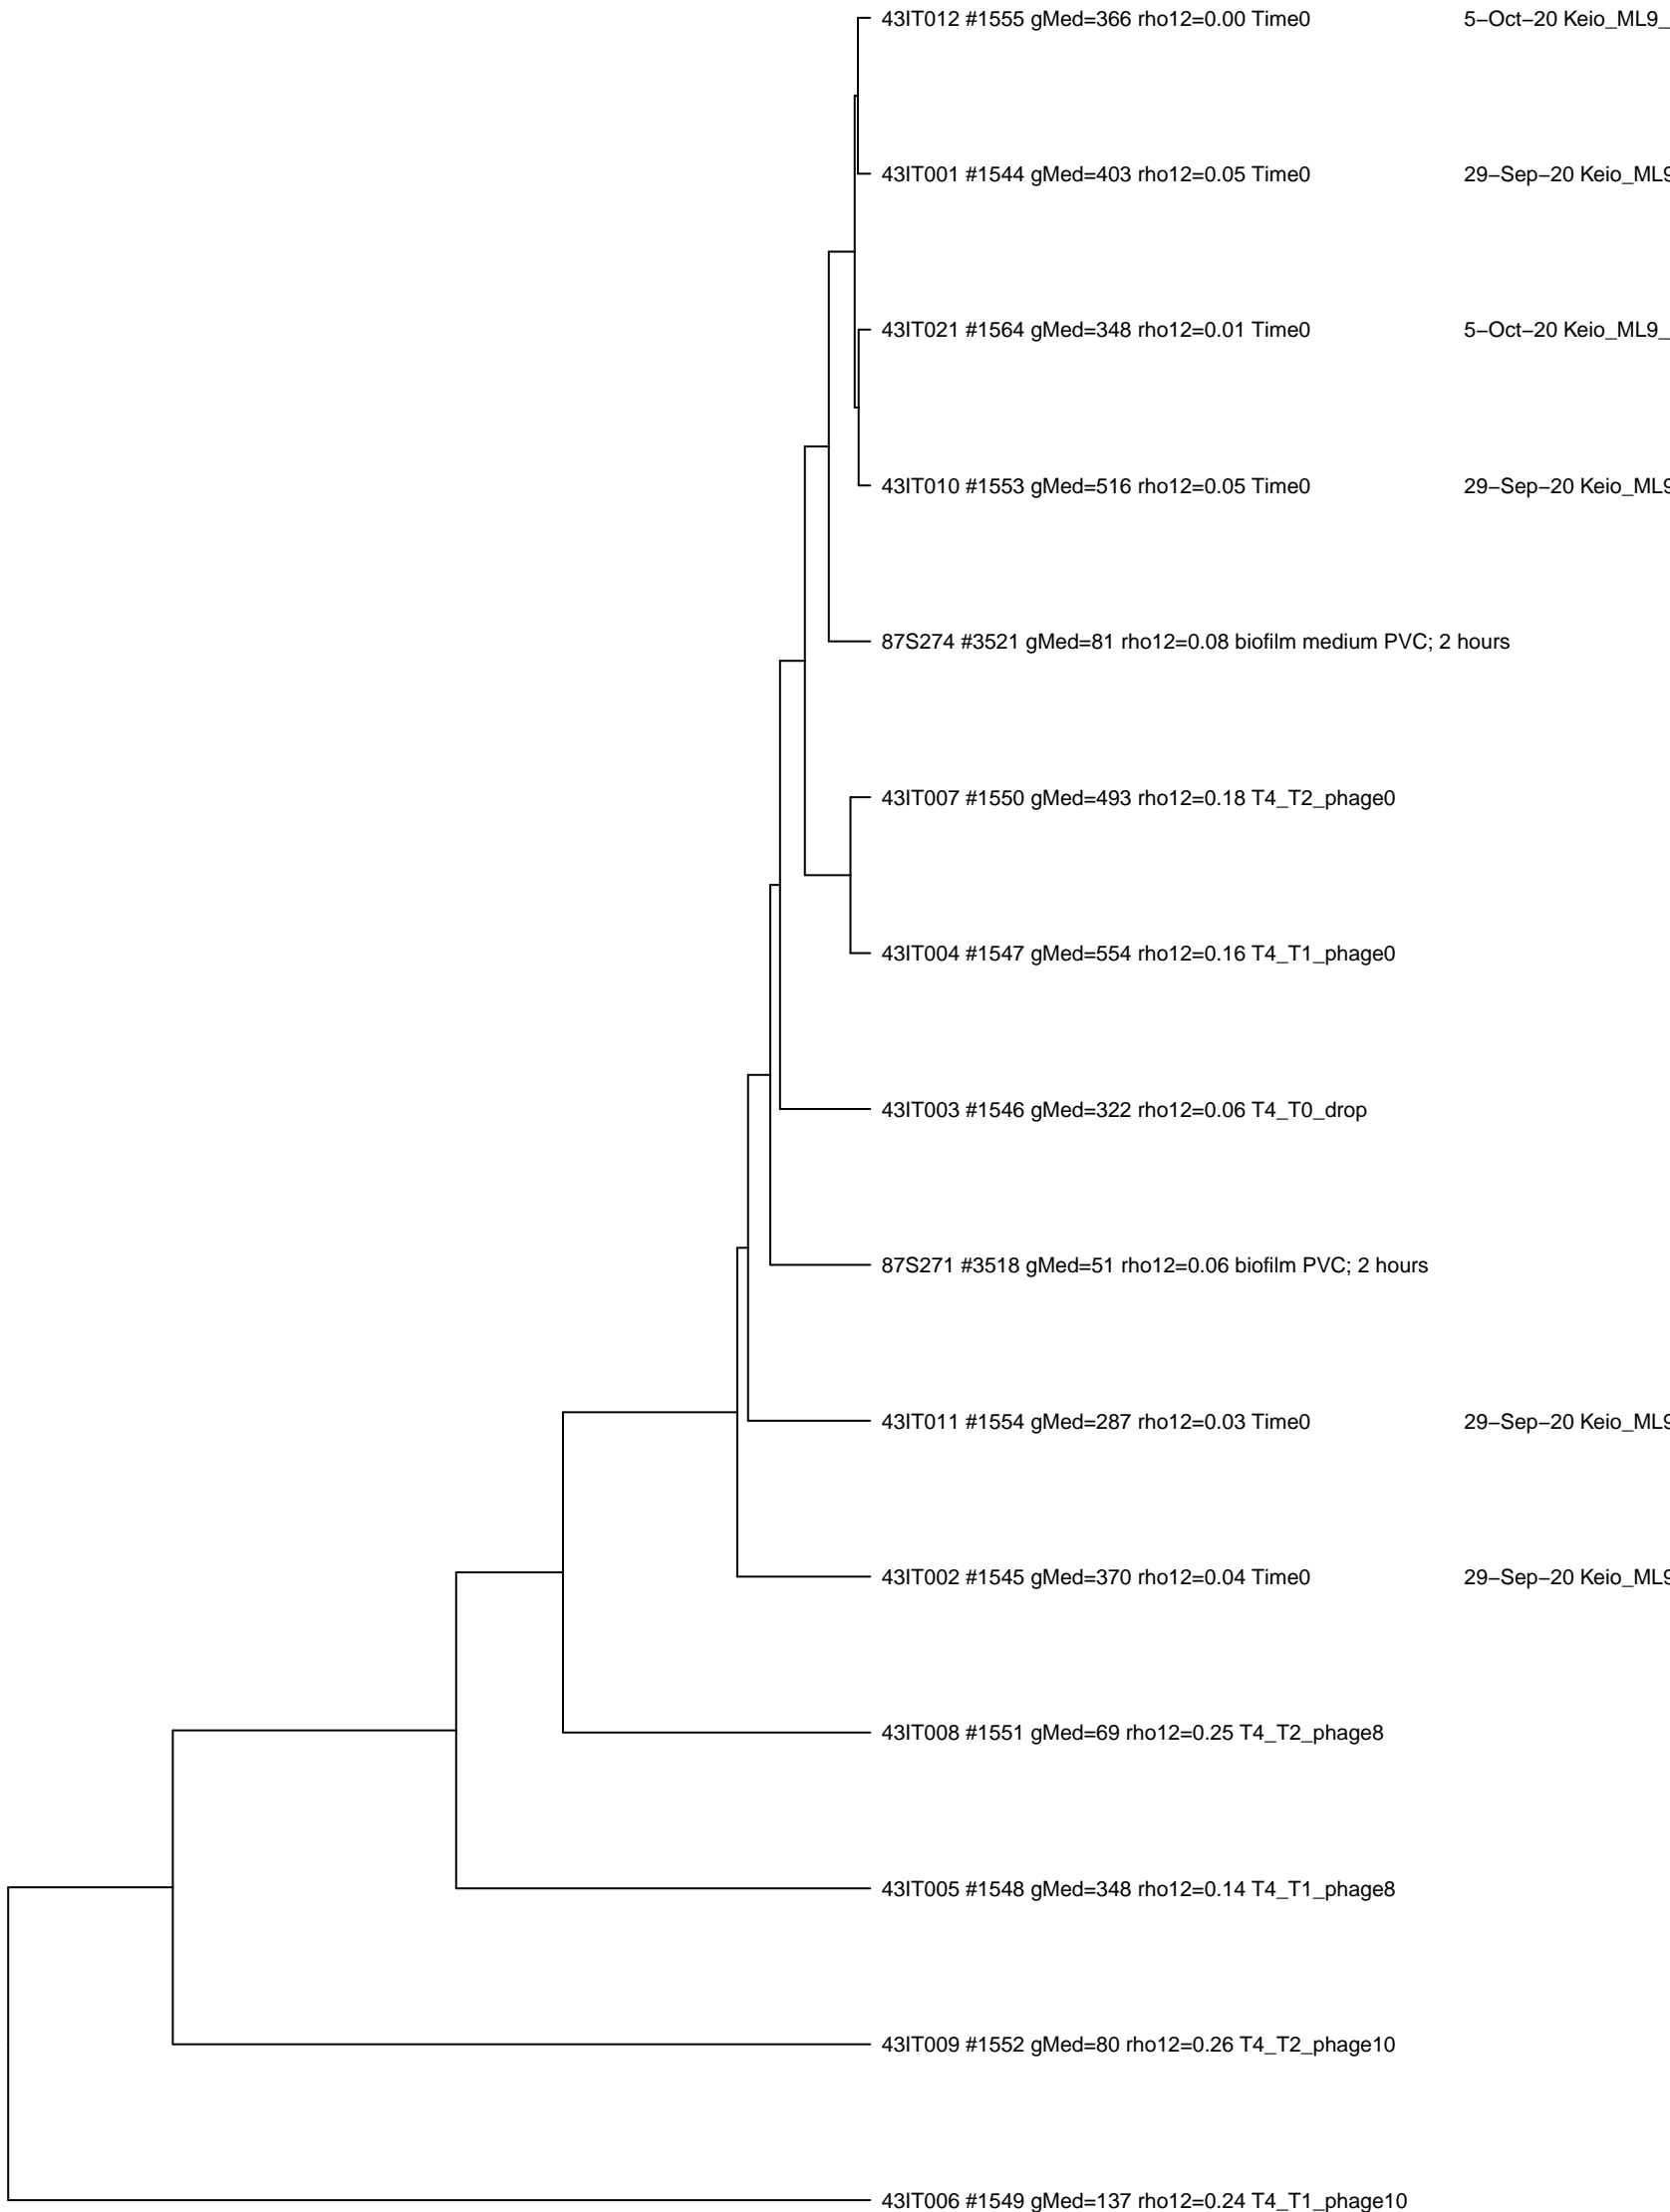 43IT012 #1555 gMed=366 rho12=0.00 Time0 5−Oct−20 Keio_ML9_
43IT001 #1544 gMed=403 rho12=0.05 Time0 29−Sep−20 Keio_ML9
43IT021 #1564 gMed=348 rho12=0.01 Time0 5−Oct−20 Keio_ML9_
43IT010 #1553 gMed=516 rho12=0.05 Time0 29−Sep−20 Keio_ML9
87S274 #3521 gMed=81 rho12=0.08 biofilm medium PVC; 2 hours
43IT007 #1550 gMed=493 rho12=0.18 T4_T2_phage0
43IT004 #1547 gMed=554 rho12=0.16 T4_T1_phage0
43IT003 #1546 gMed=322 rho12=0.06 T4_T0_drop
87S271 #3518 gMed=51 rho12=0.06 biofilm PVC; 2 hours
43IT011 #1554 gMed=287 rho12=0.03 Time0 29−Sep−20 Keio_ML9
43IT002 #1545 gMed=370 rho12=0.04 Time0 29−Sep−20 Keio_ML9
43IT008 #1551 gMed=69 rho12=0.25 T4_T2_phage8
43IT005 #1548 gMed=348 rho12=0.14 T4_T1_phage8
43IT009 #1552 gMed=80 rho12=0.26 T4_T2_phage10
43IT006 #1549 gMed=137 rho12=0.24 T4_T1_phage10